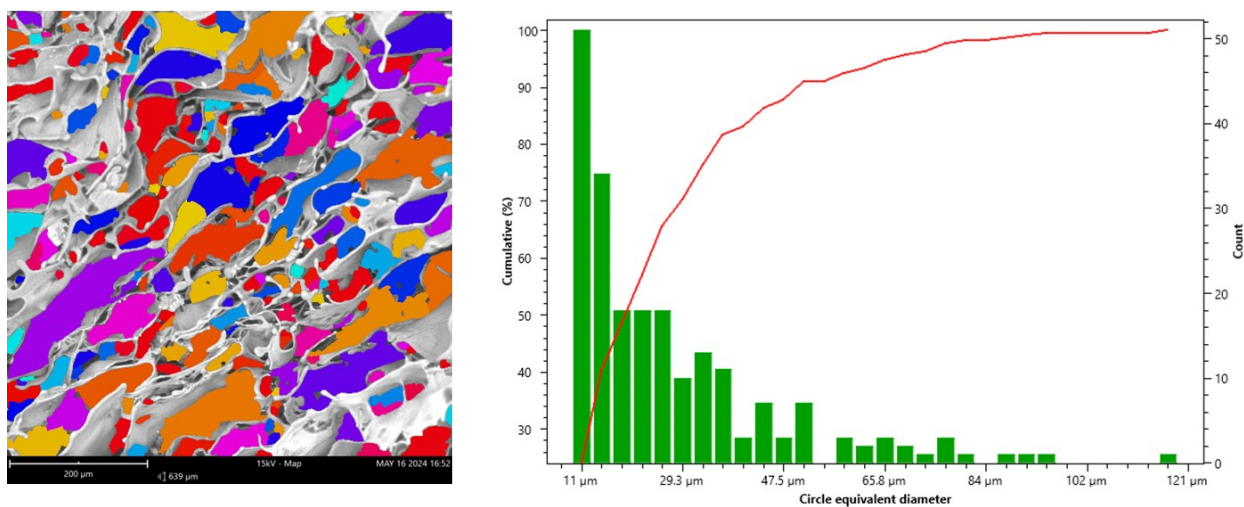 200 µm
639 µm
15kV - Map
MAY 16 2024 16:52
Cumulative (%)
100
90
80
70
60
50
40
30
50
40
30
20
10
0
Count
11 µm
29.3 µm
47.5 µm
65.8 µm
84 µm
102 µm
121 µm
Circle equivalent diameter